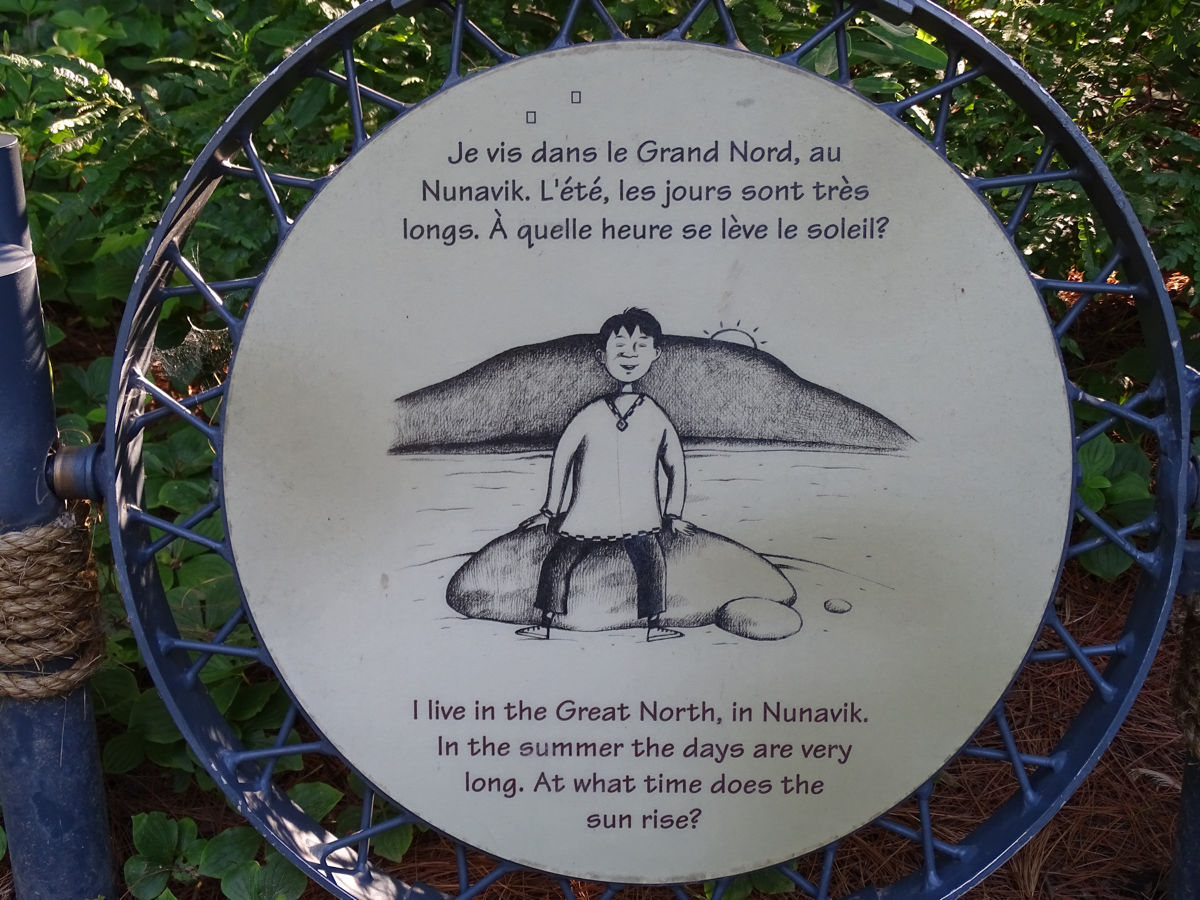 Je vis dans le Grand Nord, au
Nunavik. L'été, les jours sont très
longs. À quelle heure se lève le soleil?
I live in the Great North, in Nunavik.
In the summer the days are very
long. At what time does the
sun rise?